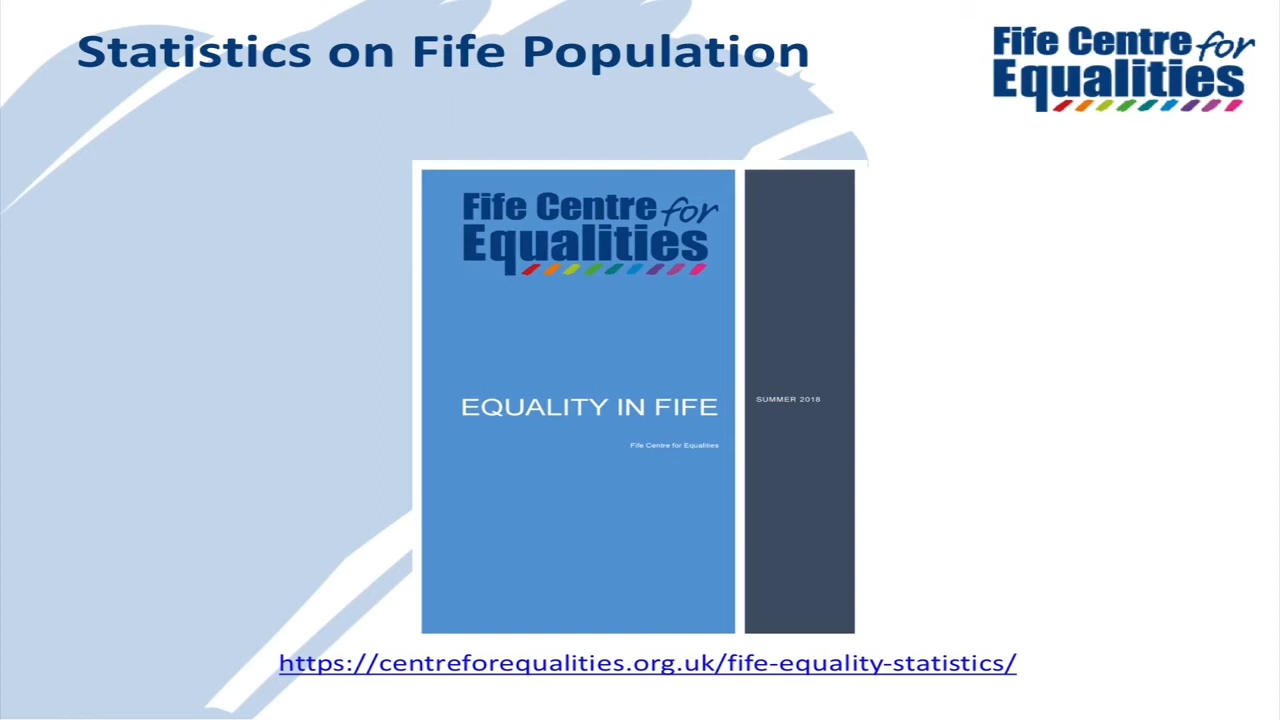 Statistics on Fife Population
Fife Centre for
Equalities
Fife Centre for
Equalities
EQUALITY IN FIFE
Fife Centre for Equalities
SUMMER 2018
https://centreforequalities.org.uk/fife-equality-statistics/